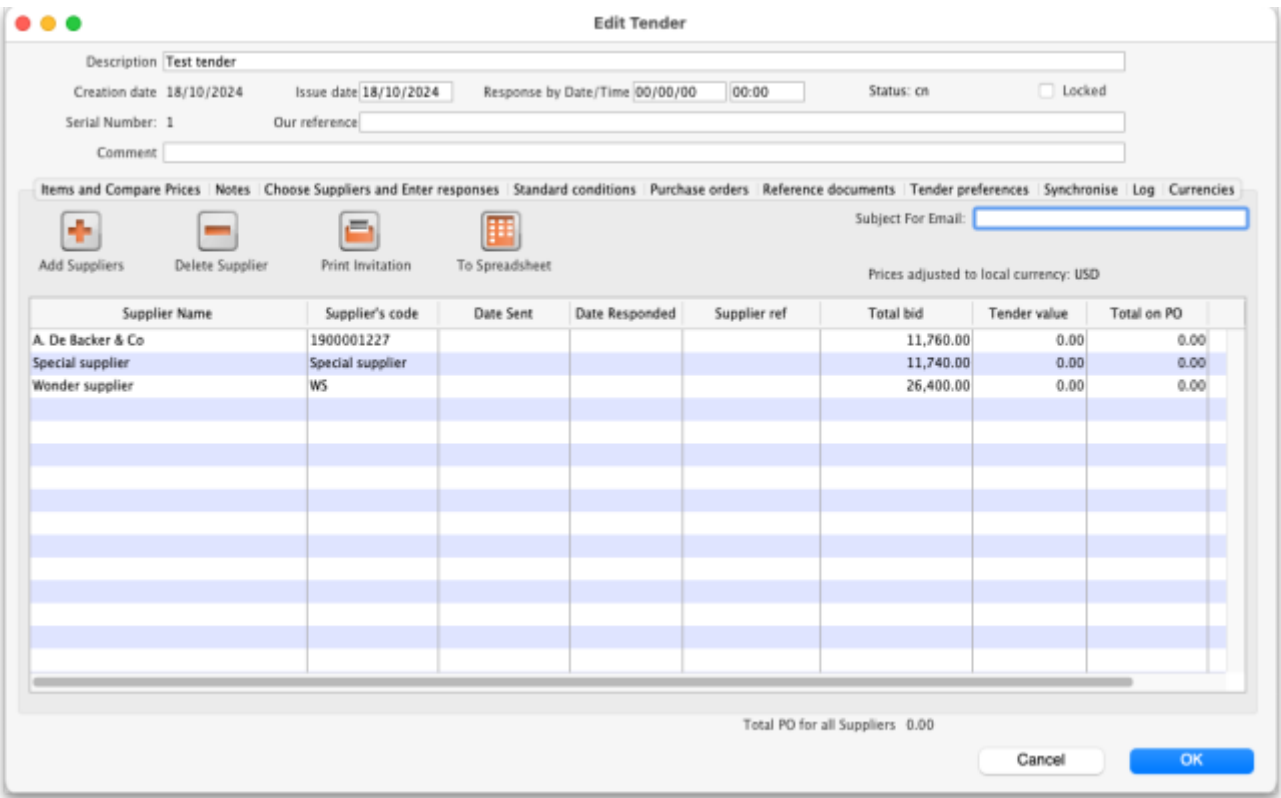 Edit Tender
Description Test tender
Creation date 18/10/2024 Issue date 18/10/2024 Response by Date/Time 00/00/00 00:00 Status: cn Locked
Serial Number: 1 Our reference
Comment
Items and Compare Prices Notes Choose Suppliers and Enter responses Standard conditions Purchase orders Reference documents Tender preferences Synchronise Log Currencies
Subject For Email:
Add Suppliers Delete Supplier Print Invitation To Spreadsheet
Prices adjusted to local currency: USD
Supplier Name Supplier's code Date Sent Date Responded Supplier ref Total bid Tender value Total on PO
A. De Backer & Co 1900001227 11,760.00 0.00 0.00
Special supplier Special supplier 11,740.00 0.00 0.00
Wonder supplier WS 26,400.00 0.00 0.00
Total PO for all Suppliers 0.00
Cancel OK